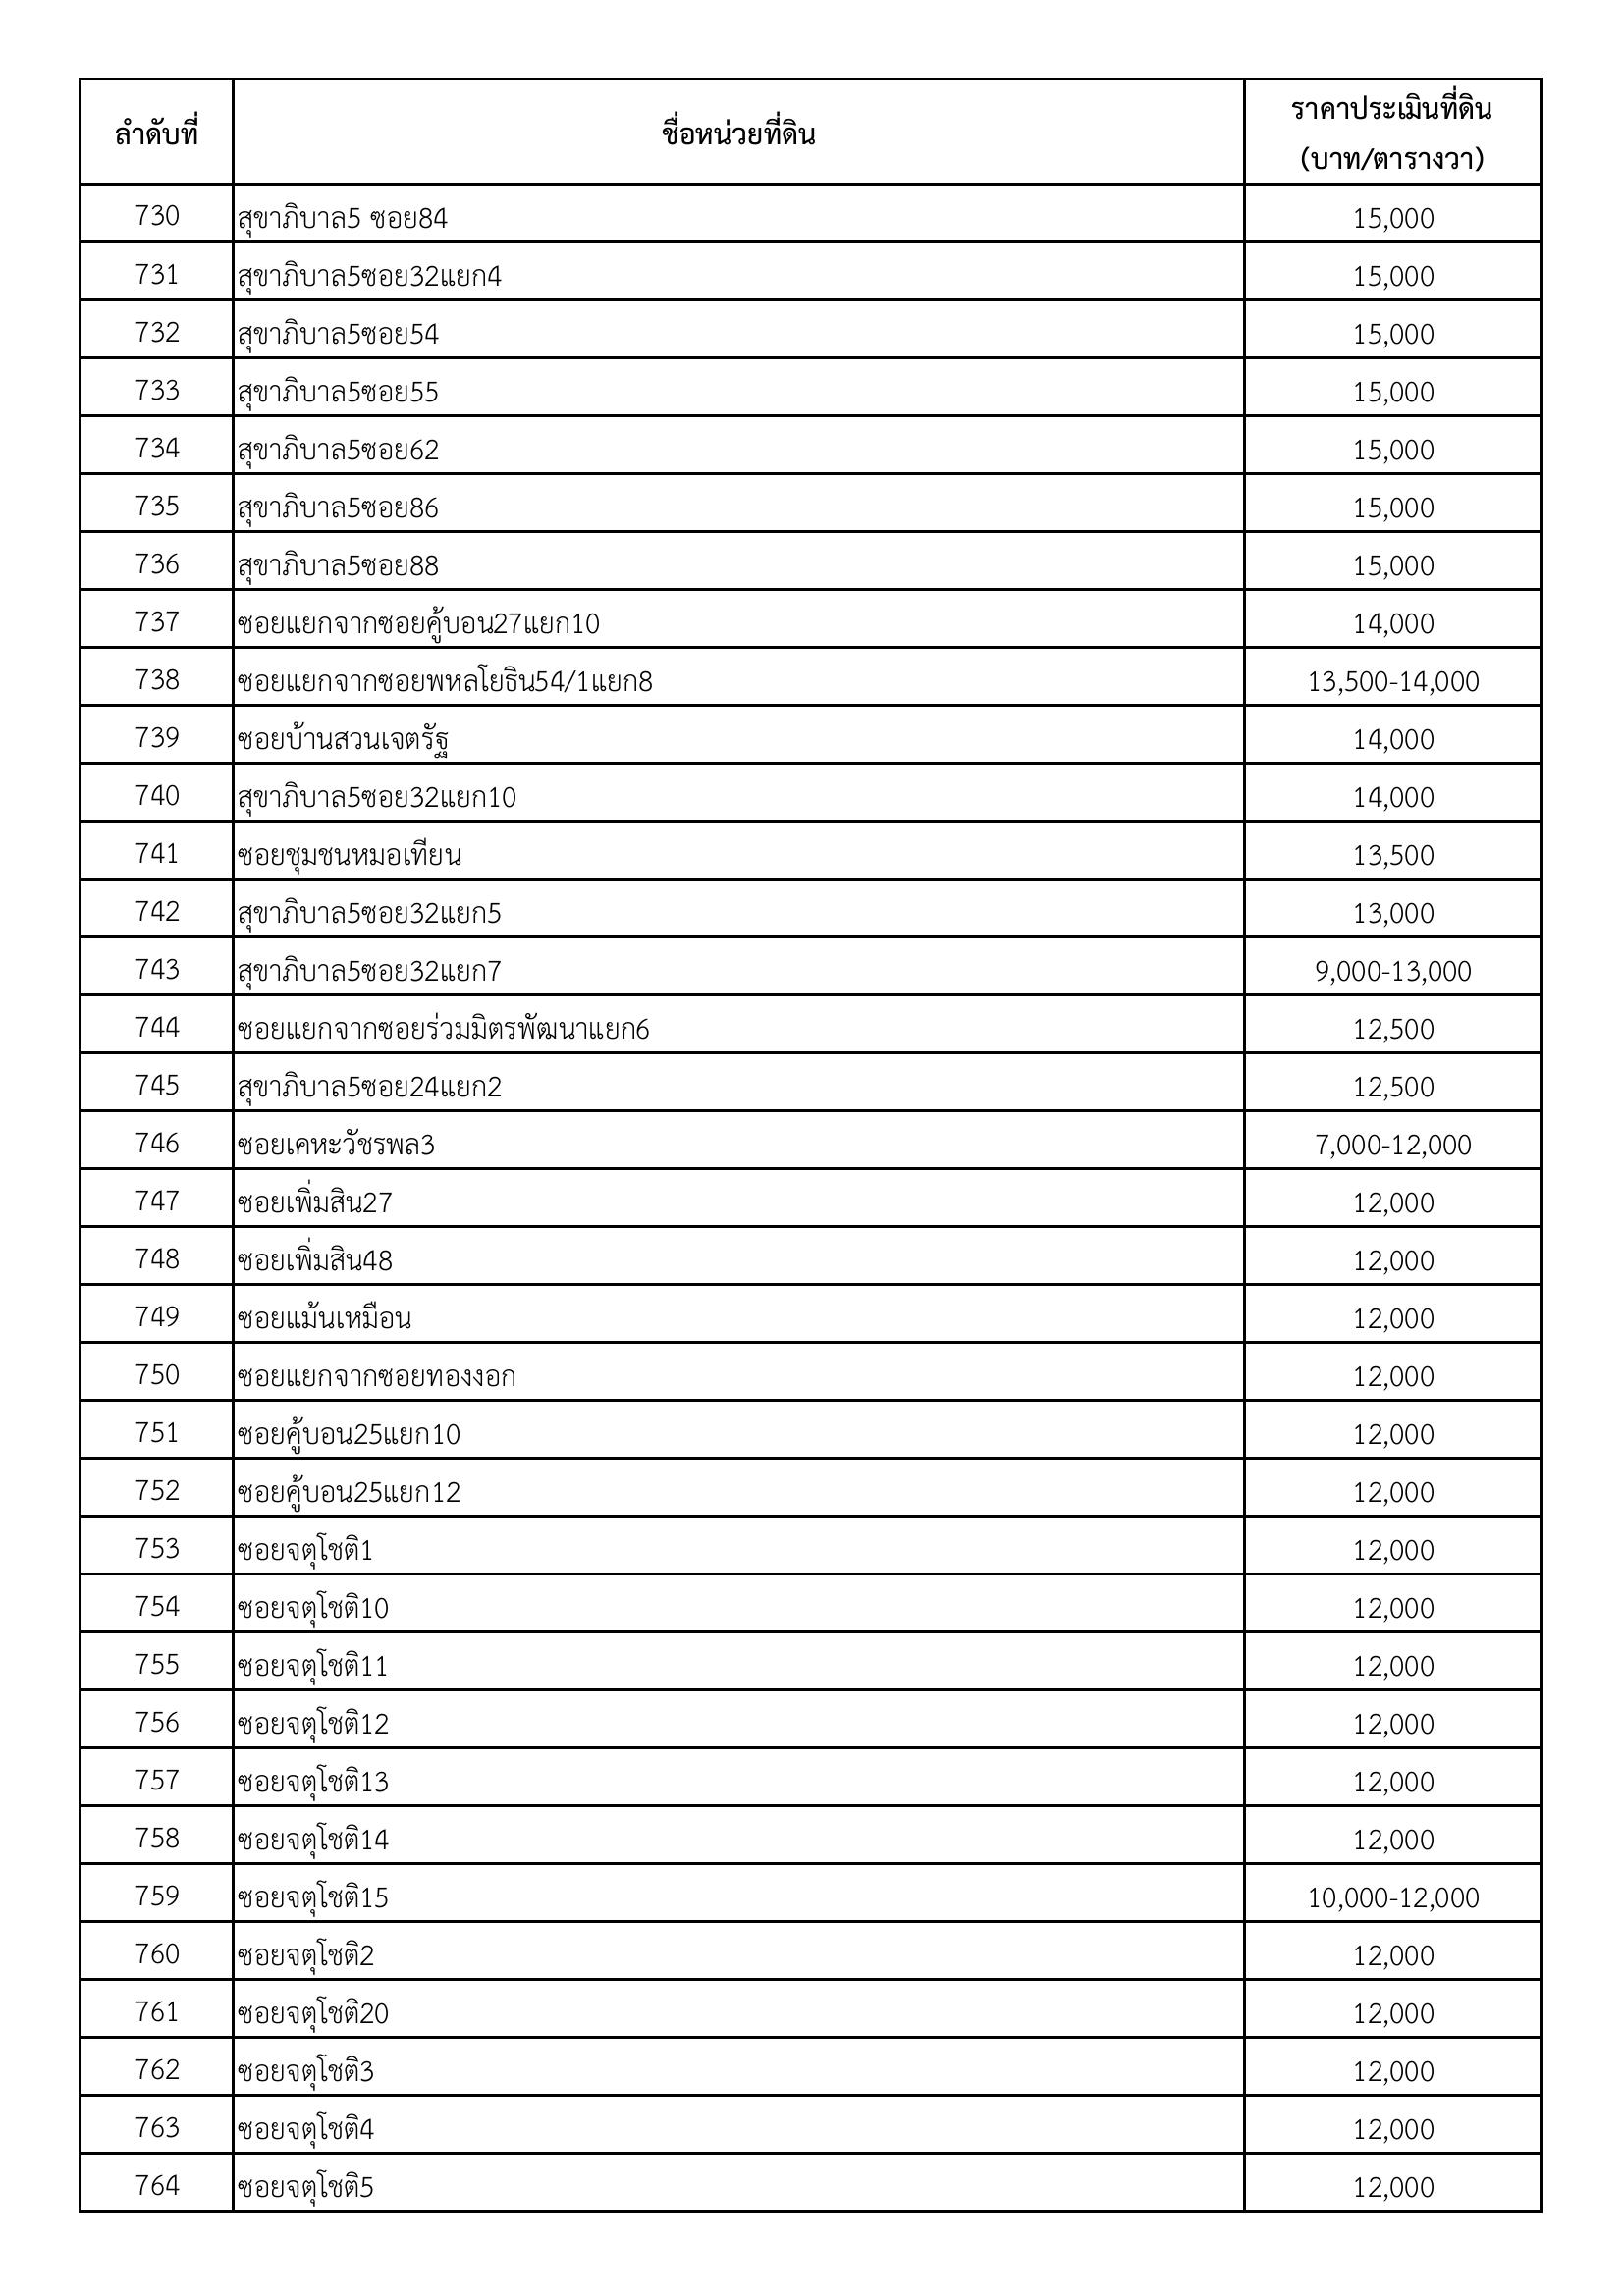 ลำดับที่ ชื่อหน่วยที่ดิน ราคาประเมินที่ดิน
(บาท/ตารางวา)
730 สุขาภิบาล5 ซอย84 15,000
731 สุขาภิบาล5ซอย32แยก4 15,000
732 สุขาภิบาล5ซอย54 15,000
733 สุขาภิบาล5ซอย55 15,000
734 สุขาภิบาล5ซอย62 15,000
735 สุขาภิบาล5ซอย86 15,000
736 สุขาภิบาล5ซอย88 15,000
737 ซอยแยกจากซอยคู้บอน27แยก10 14,000
738 ซอยแยกจากซอยพหลโยธิน54/1แยก8 13,500-14,000
739 ซอยบ้านสวนเจตรัฐ 14,000
740 สุขาภิบาล5ซอย32แยก10 14,000
741 ซอยชุมชนหมอเทียน 13,500
742 สุขาภิบาล5ซอย32แยก5 13,000
743 สุขาภิบาล5ซอย32แยก7 9,000-13,000
744 ซอยแยกจากซอยร่วมมิตรพัฒนาแยก6 12,500
745 สุขาภิบาล5ซอย24แยก2 12,500
746 ซอยเคหะวัชรพล3 7,000-12,000
747 ซอยเพิ่มสิน27 12,000
748 ซอยเพิ่มสิน48 12,000
749 ซอยแม้นเหมือน 12,000
750 ซอยแยกจากซอยทองงอก 12,000
751 ซอยคู้บอน25แยก10 12,000
752 ซอยคู้บอน25แยก12 12,000
753 ซอยจตุโชติ1 12,000
754 ซอยจตุโชติ10 12,000
755 ซอยจตุโชติ11 12,000
756 ซอยจตุโชติ12 12,000
757 ซอยจตุโชติ13 12,000
758 ซอยจตุโชติ14 12,000
759 ซอยจตุโชติ15 10,000-12,000
760 ซอยจตุโชติ2 12,000
761 ซอยจตุโชติ20 12,000
762 ซอยจตุโชติ3 12,000
763 ซอยจตุโชติ4 12,000
764 ซอยจตุโชติ5 12,000